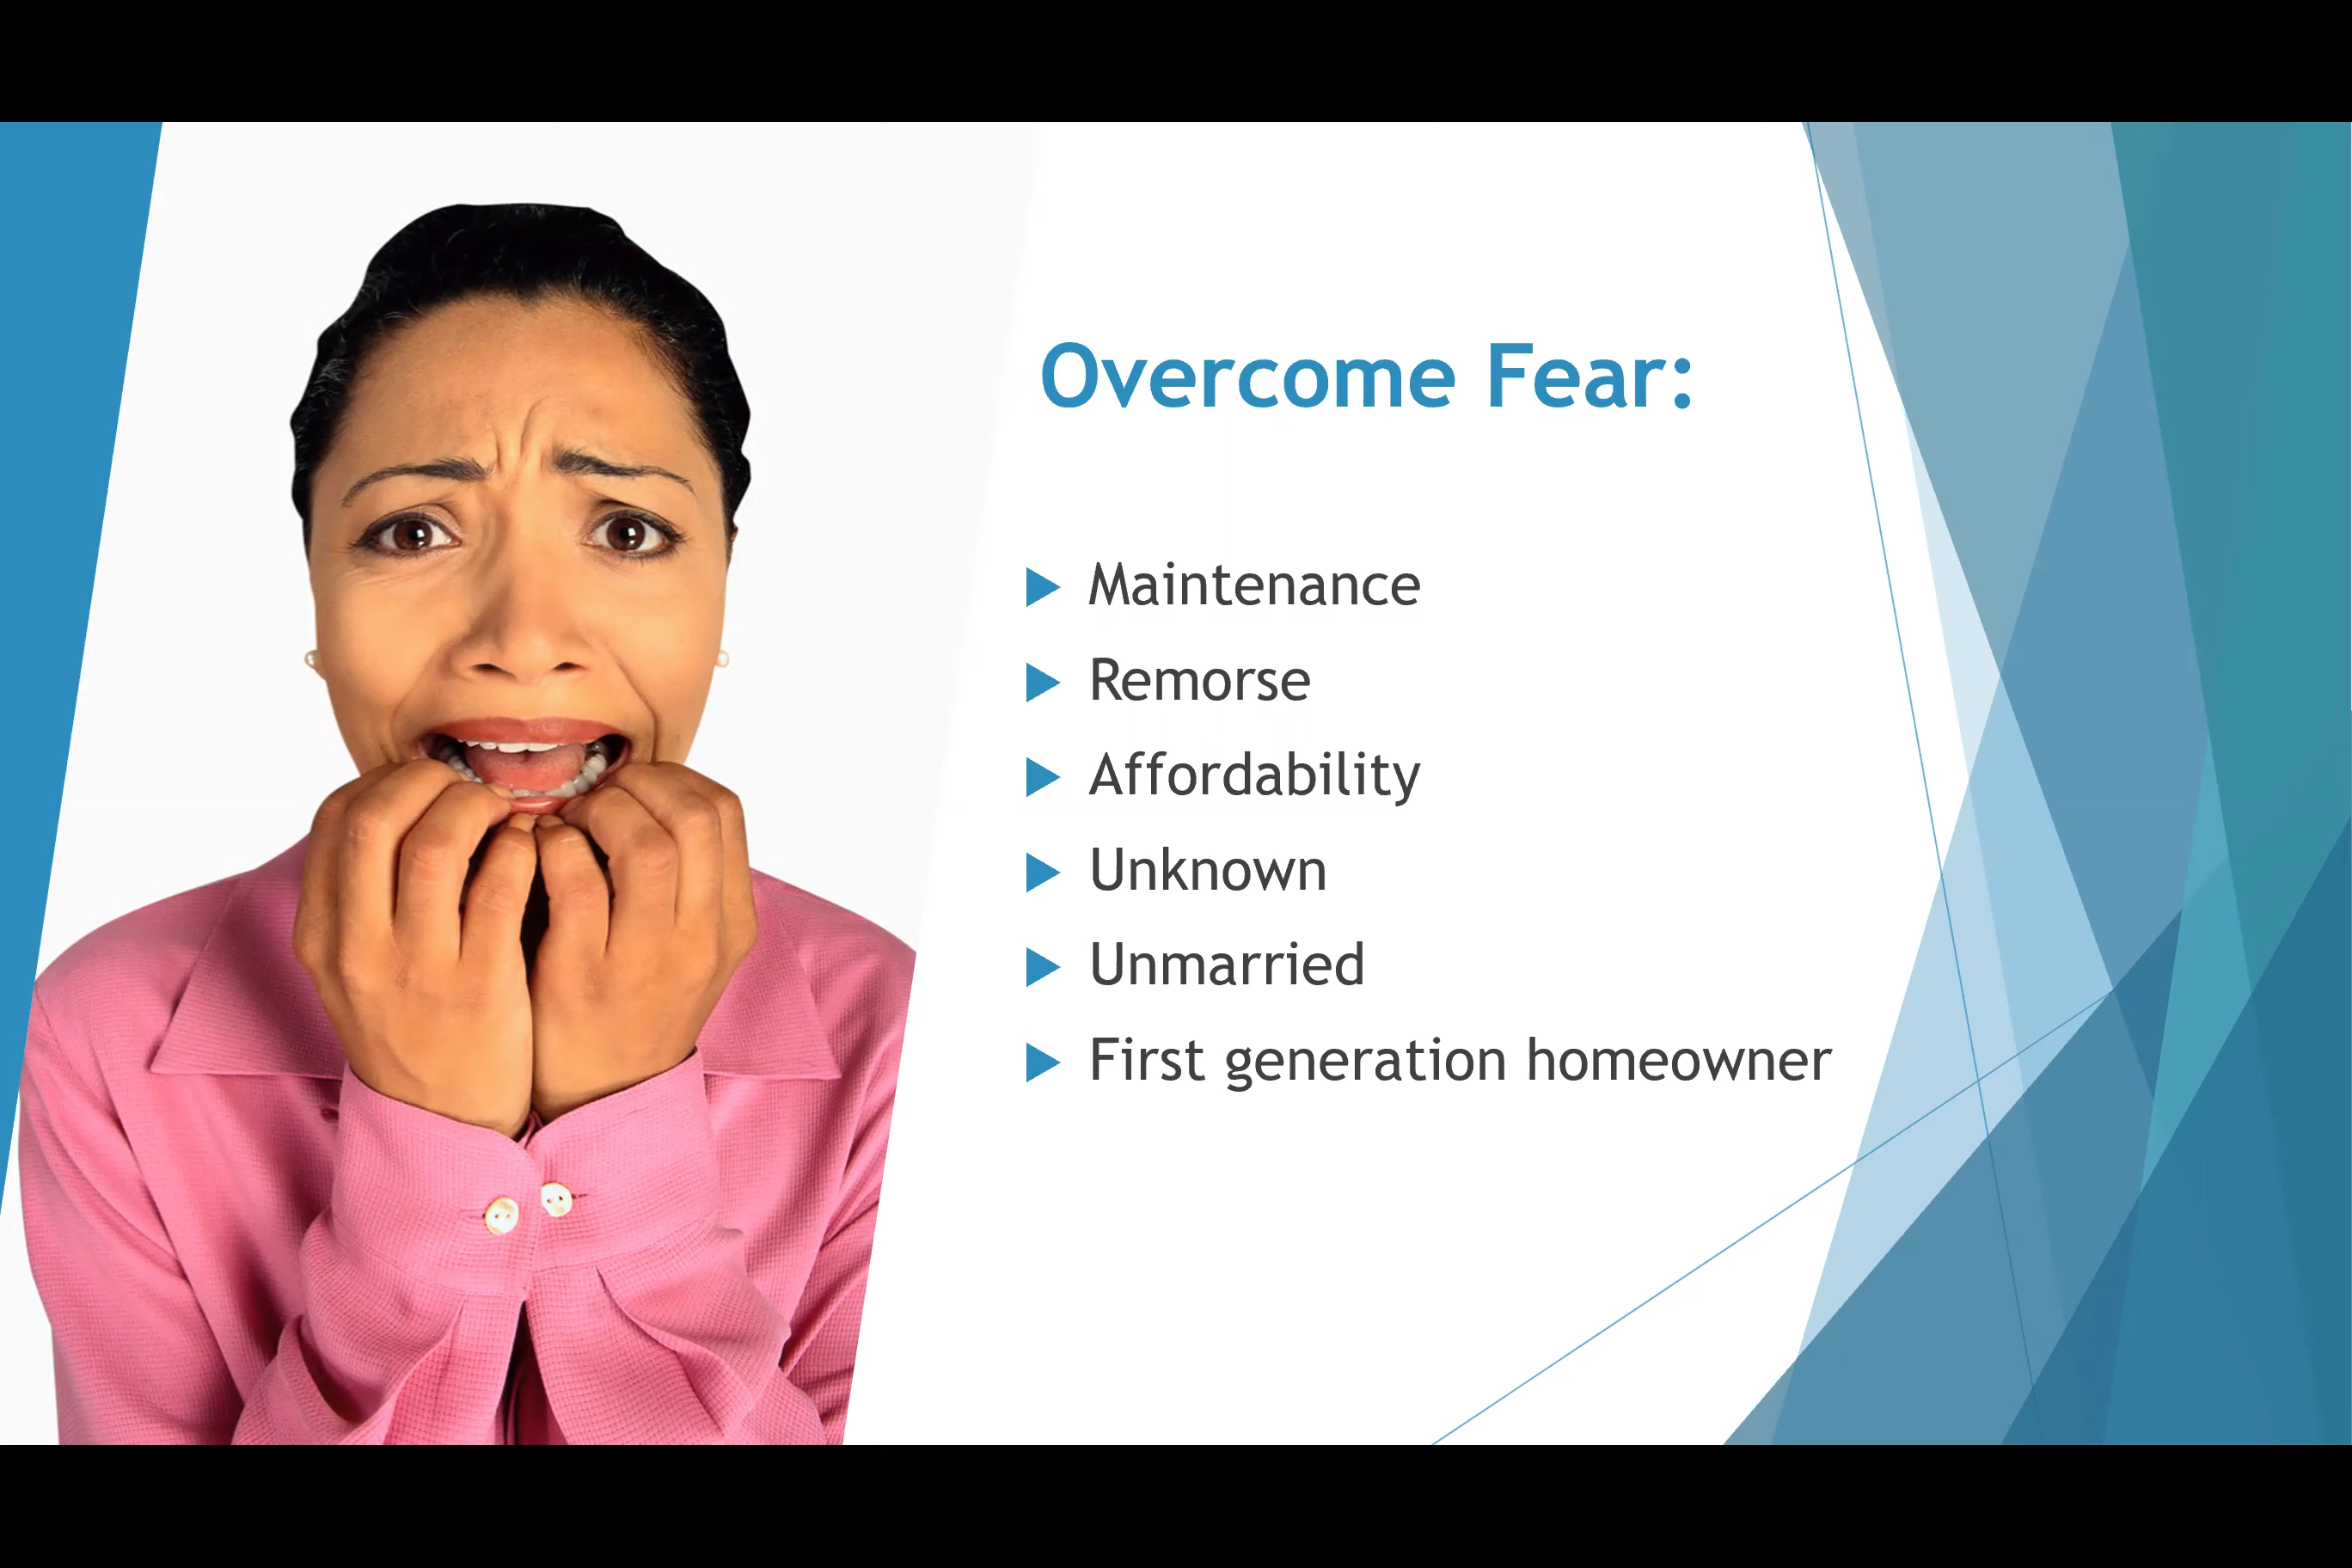 Overcome Fear:
Maintenance
Remorse
Affordability
Unknown
Unmarried
First generation homeowner